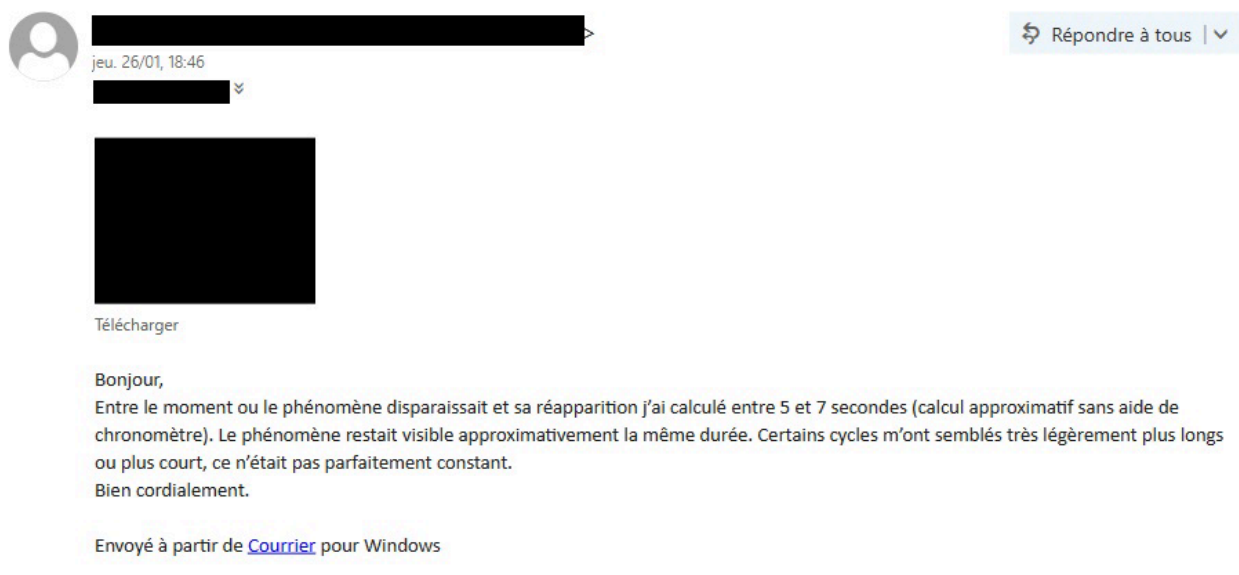 >
Répondre à tous
jeu. 26/01, 18:46
Télécharger
Bonjour,
Entre le moment ou le phénomène disparaissait et sa réapparition j’ai calculé entre 5 et 7 secondes (calcul approximatif sans aide de
chronomètre). Le phénomène restait visible approximativement la même durée. Certains cycles m’ont semblés très légèrement plus longs
ou plus court, ce n’était pas parfaitement constant.
Bien cordialement.
Envoyé à partir de Courrier pour Windows